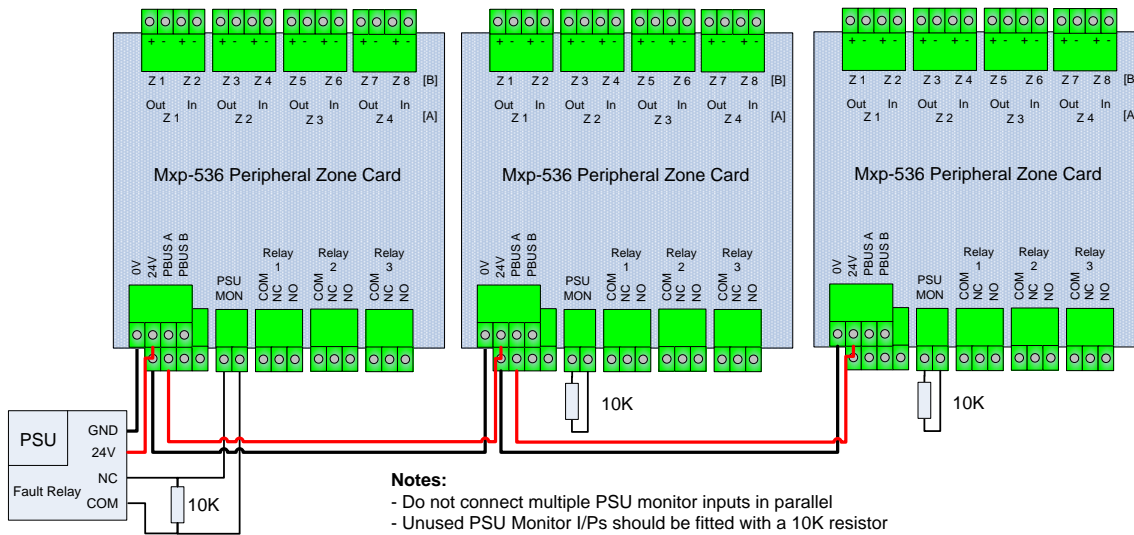 + - + - + - + - + - + - + - + -
Z 1 Z 2 Z 3 Z 4 Z 5 Z 6 Z 7 Z 8 [B]
Out In Out In Out In Out In
Z 1 Z 2 Z 3 Z 4 [A]
Mxp-536 Peripheral Zone Card
0V 24V PBUS A PBUS B
PSU MON
Relay 1
COM NC NO
Relay 2
COM NC NO
Relay 3
COM NC NO
+ - + - + - + - + - + - + - + -
Z 1 Z 2 Z 3 Z 4 Z 5 Z 6 Z 7 Z 8 [B]
Out In Out In Out In Out In
Z 1 Z 2 Z 3 Z 4 [A]
Mxp-536 Peripheral Zone Card
0V 24V PBUS A PBUS B
PSU MON
Relay 1
COM NC NO
Relay 2
COM NC NO
Relay 3
COM NC NO
10K
+ - + - + - + - + - + - + - + -
Z 1 Z 2 Z 3 Z 4 Z 5 Z 6 Z 7 Z 8 [B
Out In Out In Out In Out In
Z 1 Z 2 Z 3 Z 4 [A
Mxp-536 Peripheral Zone Card
0V 24V PBUS A PBUS B
PSU MON
Relay 1
COM NC NO
Relay 2
COM NC NO
Relay 3
COM NC NO
10K
PSU
GND
24V
Fault Relay
NC
COM
10K
Notes:
- Do not connect multiple PSU monitor inputs in parallel
- Unused PSU Monitor I/Ps should be fitted with a 10K resistor